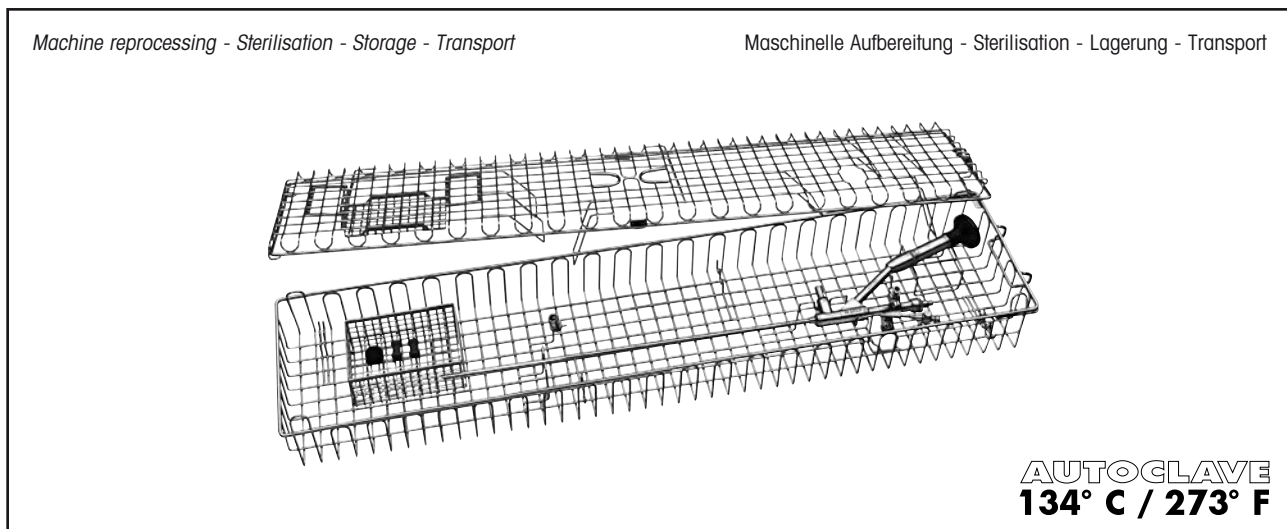 Machine reprocessing - Sterilisation - Storage - Transport
Maschinelle Aufbereitung - Sterilisation - Lagerung - Transport
AUTOCLAVE
134° C / 273° F